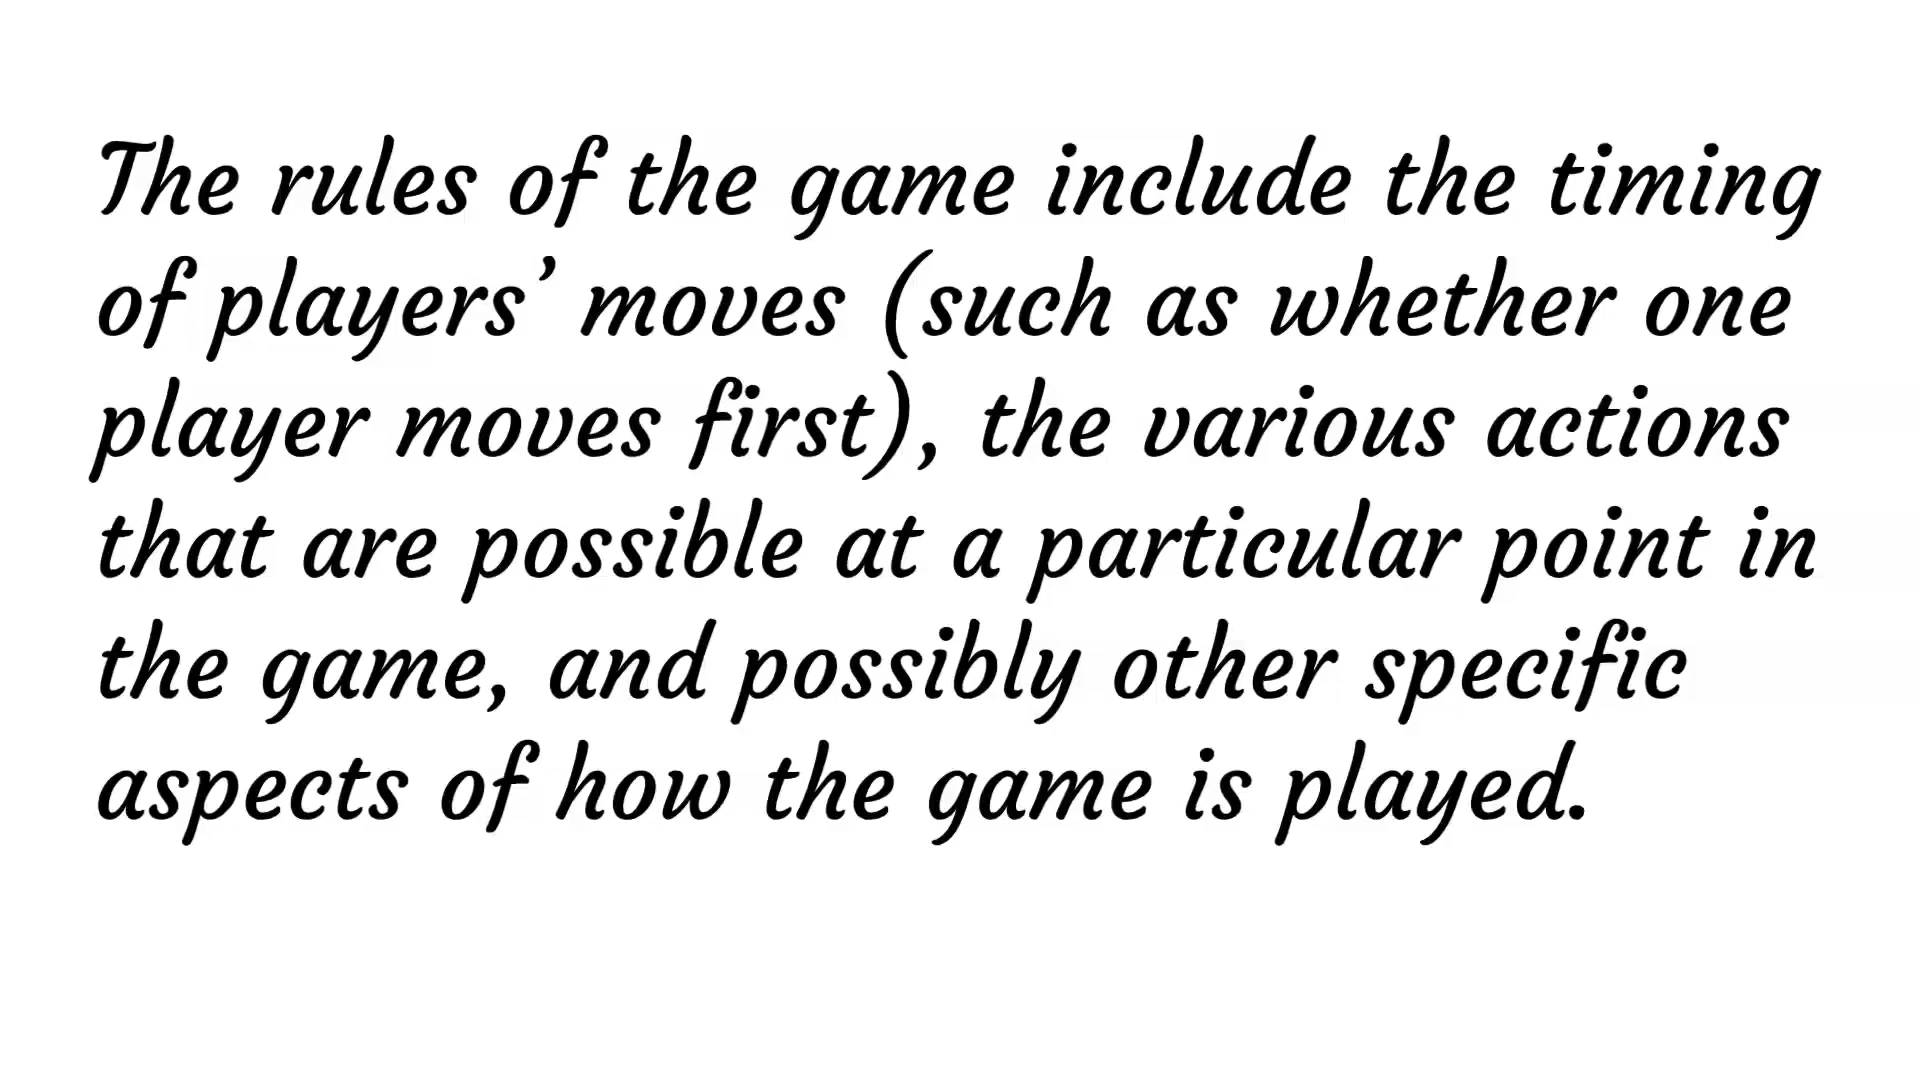 The rules of the game include the timing
of players’ moves (such as whether one
player moves first), the various actions
that are possible at a particular point in
the game, and possibly other specific
aspects of how the game is played.